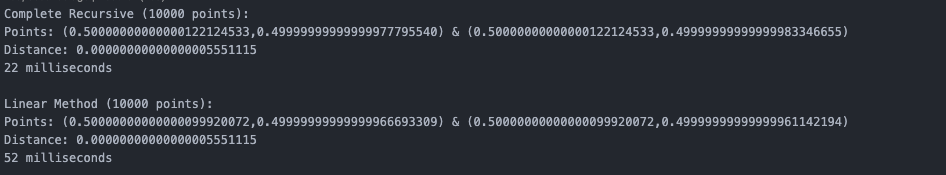 Complete Recursive (10000 points):
Points: (0.50000000000000122124533,0.49999999999999977795540) & (0.50000000000000122124533,0.49999999999999983346655)
Distance: 0.00000000000000005551115
22 milliseconds
Linear Method (10000 points):
Points: (0.50000000000000099920072,0.49999999999999966693309) & (0.50000000000000099920072,0.49999999999999961142194)
Distance: 0.00000000000000005551115
52 milliseconds